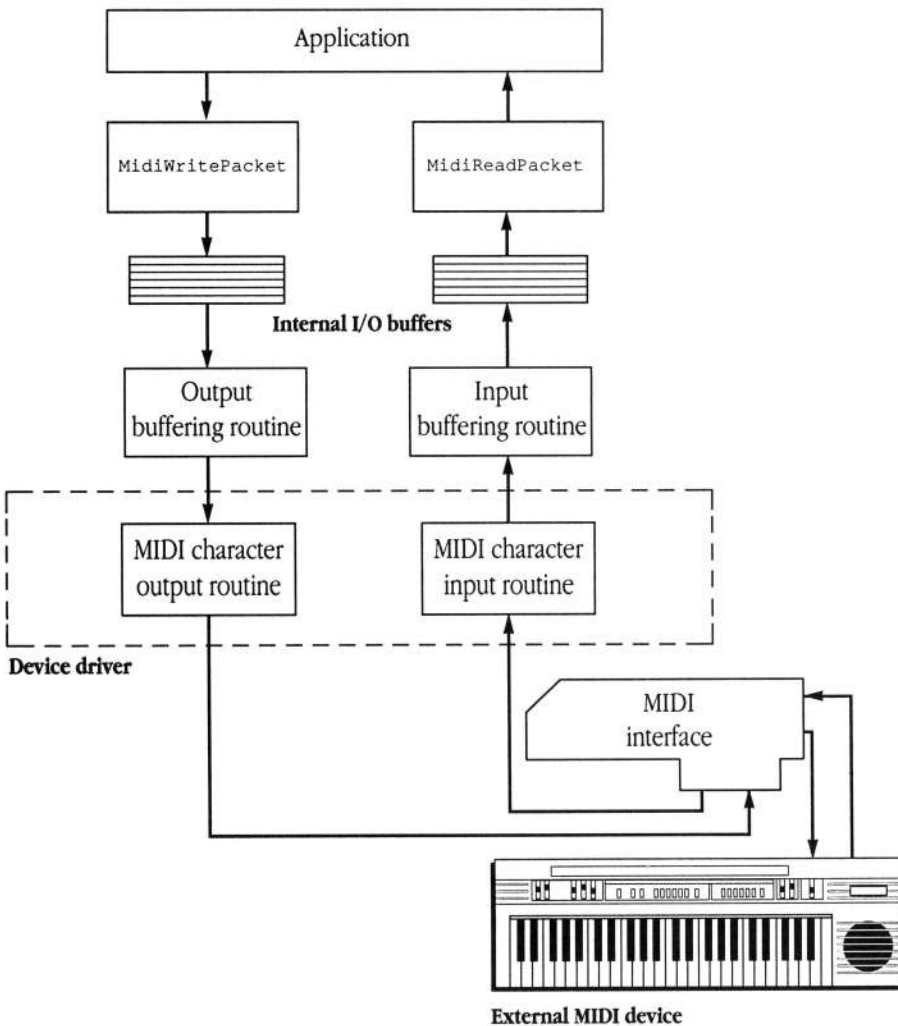 Application
MidiWritePacket
MidiReadPacket
Internal I/O buffers
Output
buffering routine
Input
buffering routine
MIDI character
output routine
MIDI character
input routine
Device driver
MIDI
interface
External MIDI device